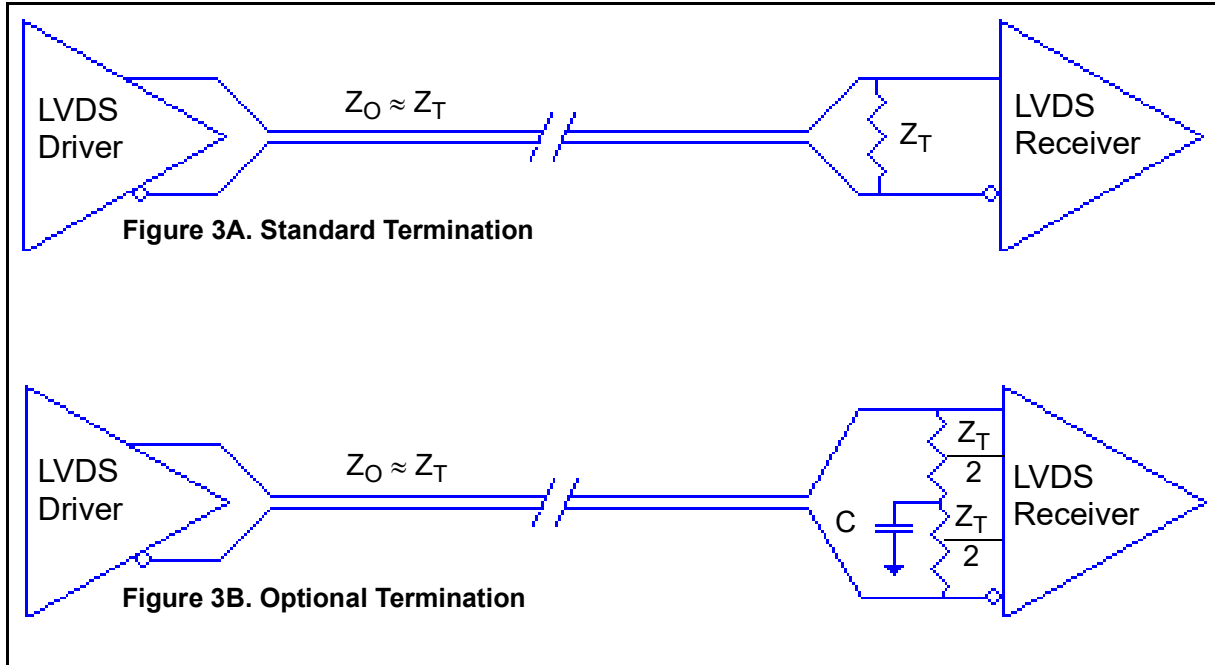 LVDS
Driver
Z_O ≈ Z_T
Z_T
LVDS
Receiver
Figure 3A. Standard Termination
LVDS
Driver
Z_O ≈ Z_T
C
Z_T
2
Z_T
2
LVDS
Receiver
Figure 3B. Optional Termination